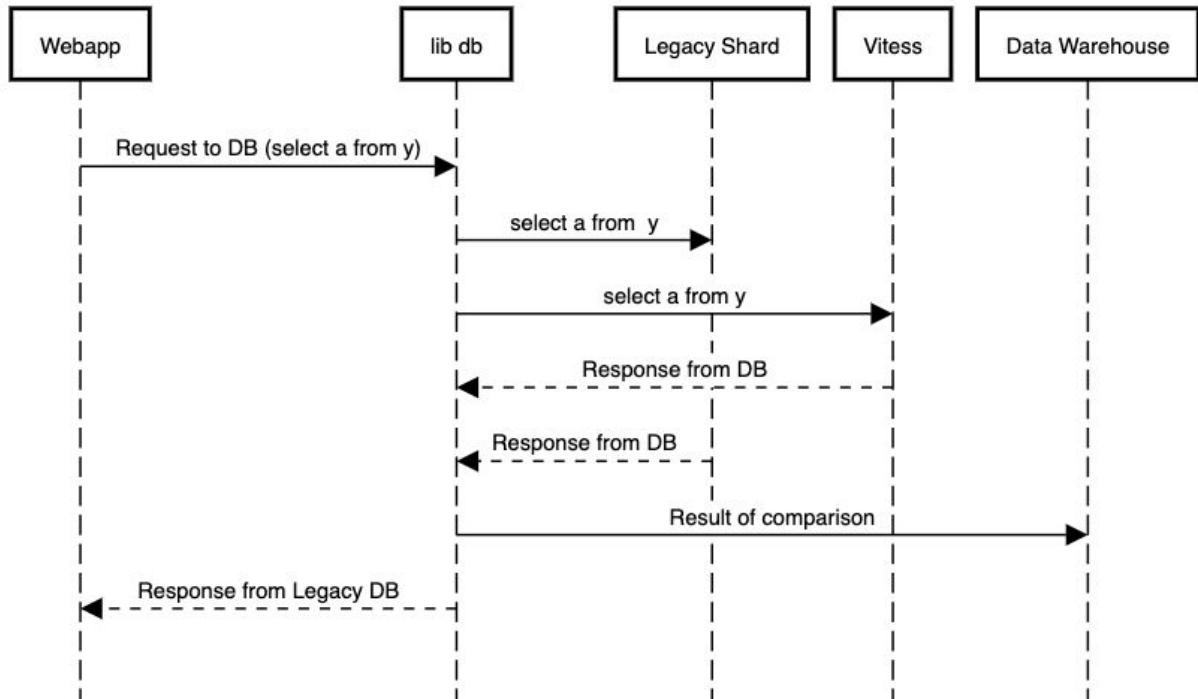 Webapp
lib db
Legacy Shard
Vitess
Data Warehouse
Request to DB (select a from y)
select a from  y
select a from y
Response from DB
Response from DB
Result of comparison
Response from Legacy DB